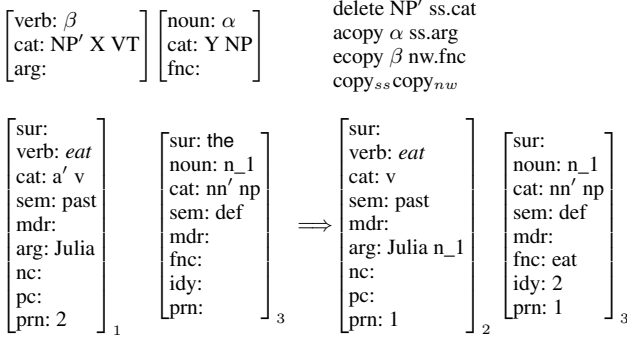 [verb: β] [noun: α] delete NP′ ss.cat
cat: NP′ X VT cat: Y NP acopy α ss.arg
arg: fnc: ecopy β nw.fnc
copy_ss copy_nw
sur:
verb: eat
cat: a′ v
sem: past
mdr:
arg: Julia
nc:
pc:
prn: 2
1
sur: the
noun: n_1
cat: nn′ np
sem: def
mdr:
fnc:
idy:
prn:
3
⟹
sur:
verb: eat
cat: v
sem: past
mdr:
arg: Julia n_1
nc:
pc:
prn: 1
2
sur:
noun: n_1
cat: nn′ np
sem: def
mdr:
fnc: eat
idy: 2
prn: 1
3